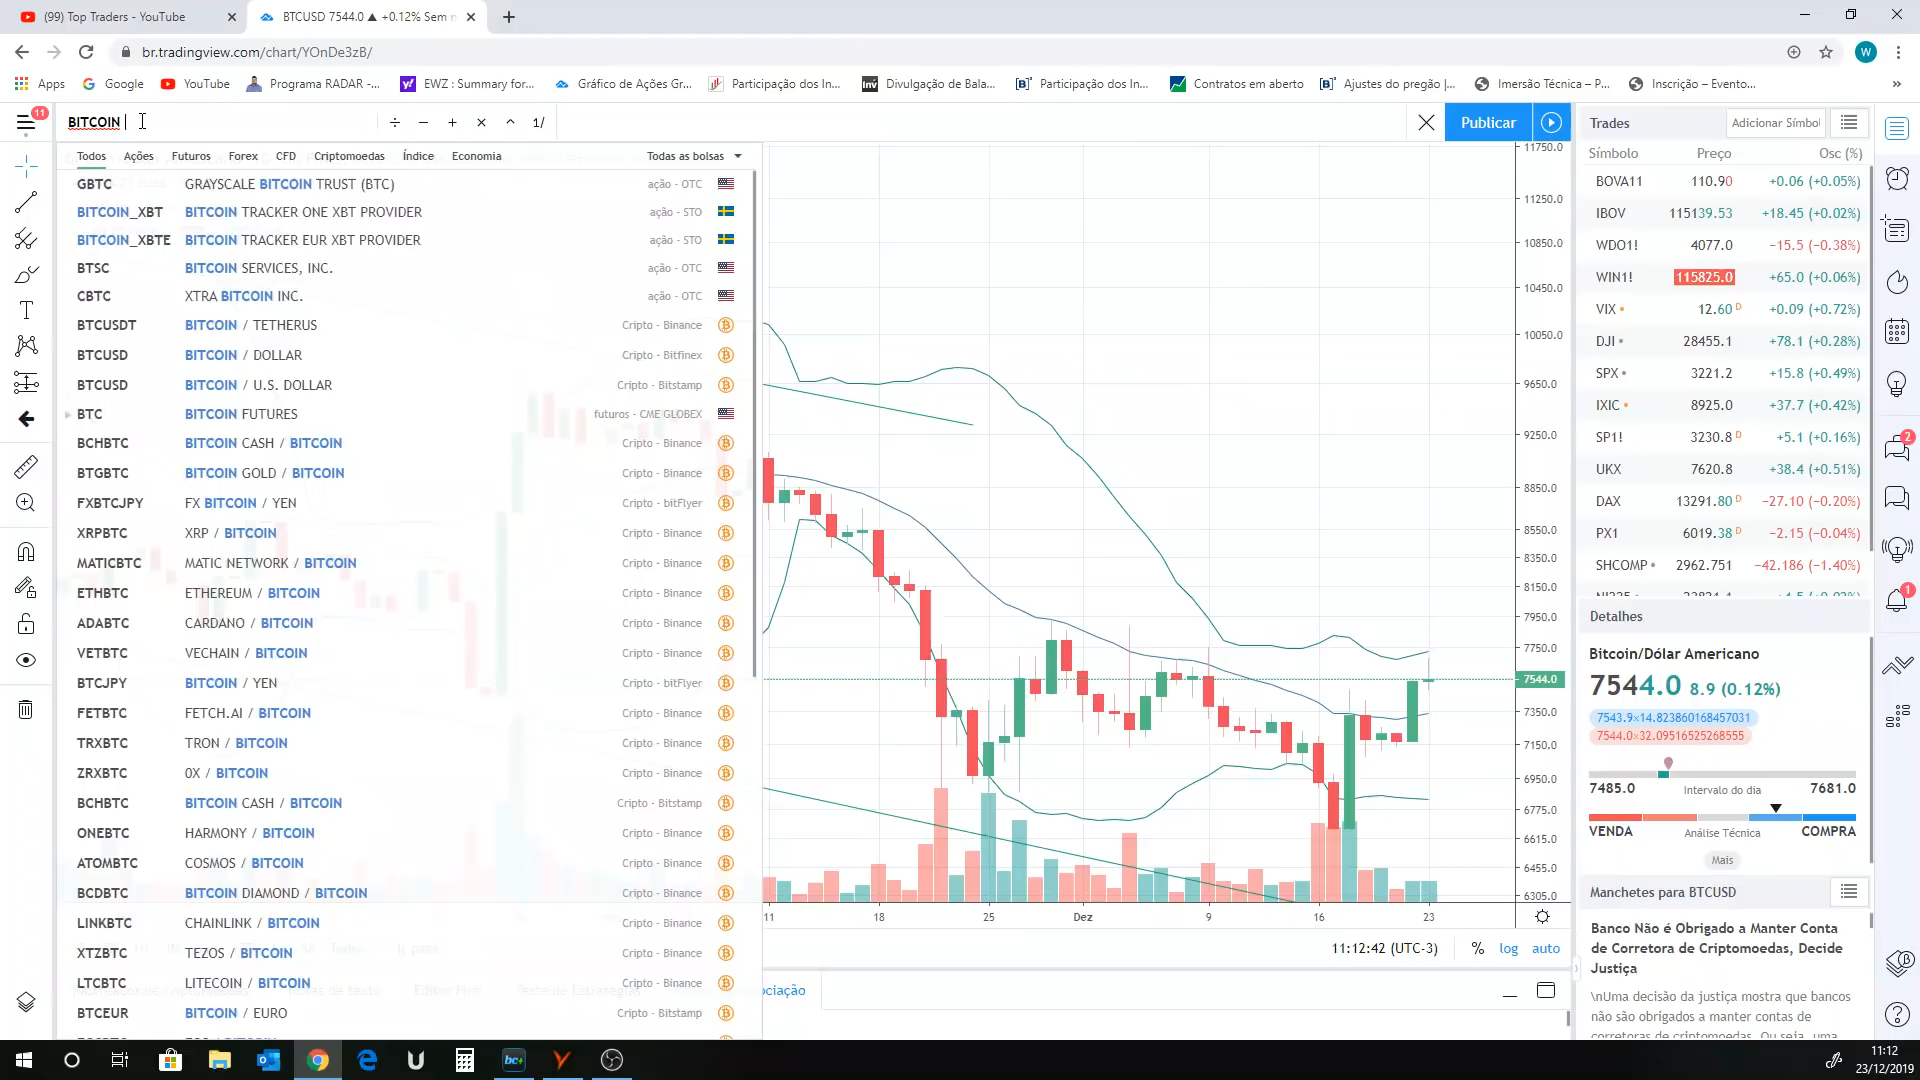 (99) Top Traders - YouTube
BTCUSD 7544.0 ▲ +0.12% Sem n
br.tradingview.com/chart/YOnDe3zB/
W
Apps
Google
YouTube
Programa RADAR -...
EWZ : Summary for...
Gráfico de Ações Gr...
Participação dos In...
Divulgação de Bala...
Participação dos In...
Contratos em aberto
Ajustes do pregão |...
Imersão Técnica – P...
Inscrição – Evento...
11
BITCOIN
÷ − + × ^ 1/
Publicar
Todos Ações Futuros Forex CFD Criptomoedas Índice Economia Todas as bolsas
GBTC GRAYSCALE BITCOIN TRUST (BTC) ação - OTC
BITCOIN_XBT BITCOIN TRACKER ONE XBT PROVIDER ação - STO
BITCOIN_XBTE BITCOIN TRACKER EUR XBT PROVIDER ação - STO
BTSC BITCOIN SERVICES, INC. ação - OTC
CBTC XTRA BITCOIN INC. ação - OTC
BTCUSDT BITCOIN / TETHERUS Cripto - Binance
BTCUSD BITCOIN / DOLLAR Cripto - Bitfinex
BTCUSD BITCOIN / U.S. DOLLAR Cripto - Bitstamp
BTC BITCOIN FUTURES futuros - CME GLOBEX
BCHBTC BITCOIN CASH / BITCOIN Cripto - Binance
BTGBTC BITCOIN GOLD / BITCOIN Cripto - Binance
FXBTCJPY FX BITCOIN / YEN Cripto - bitFlyer
XRPBTC XRP / BITCOIN Cripto - Binance
MATICBTC MATIC NETWORK / BITCOIN Cripto - Binance
ETHBTC ETHEREUM / BITCOIN Cripto - Binance
ADABTC CARDANO / BITCOIN Cripto - Binance
VETBTC VECHAIN / BITCOIN Cripto - Binance
BTCJPY BITCOIN / YEN Cripto - bitFlyer
FETBTC FETCH.AI / BITCOIN Cripto - Binance
TRXBTC TRON / BITCOIN Cripto - Binance
ZRXBTC 0X / BITCOIN Cripto - Binance
BCHBTC BITCOIN CASH / BITCOIN Cripto - Bitstamp
ONEBTC HARMONY / BITCOIN Cripto - Binance
ATOMBTC COSMOS / BITCOIN Cripto - Binance
BCDBTC BITCOIN DIAMOND / BITCOIN Cripto - Binance
LINKBTC CHAINLINK / BITCOIN Cripto - Binance
XTZBTC TEZOS / BITCOIN Cripto - Binance
LTCBTC LITECOIN / BITCOIN Cripto - Binance
BTCEUR BITCOIN / EURO Cripto - Bitstamp
11750.0
11250.0
10850.0
10450.0
10050.0
9650.0
9250.0
8850.0
8550.0
8350.0
8150.0
7950.0
7750.0
7544.0
7350.0
7150.0
6950.0
6775.0
6615.0
6455.0
6305.0
11 18 25 Dez 9 16 23
11:12:42 (UTC-3) % log auto
ociação
Trades
Adicionar Símbol
Símbolo Preço Osc (%)
BOVA11 110.90 +0.06 (+0.05%)
IBOV 115139.53 +18.45 (+0.02%)
WDO1! 4077.0 −15.5 (−0.38%)
WIN1! 115825.0 +65.0 (+0.06%)
VIX 12.60 D +0.09 (+0.72%)
DJI 28455.1 +78.1 (+0.28%)
SPX 3221.2 +15.8 (+0.49%)
IXIC 8925.0 +37.7 (+0.42%)
SP1! 3230.8 D +5.1 (+0.16%)
UKX 7620.8 +38.4 (+0.51%)
DAX 13291.80 D −27.10 (−0.20%)
PX1 6019.38 D −2.15 (−0.04%)
SHCOMP 2962.751 −42.186 (−1.40%)
Detalhes
Bitcoin/Dólar Americano
7544.0 8.9 (0.12%)
7543.9×14.823860168457031
7544.0×32.09516525268555
7485.0 Intervalo do dia 7681.0
VENDA Análise Técnica COMPRA
Mais
Manchetes para BTCUSD
Banco Não é Obrigado a Manter Conta
de Corretora de Criptomoedas, Decide
Justiça
\nUma decisão da justiça mostra que bancos
não são obrigados a manter contas de
corretoras de criptomoedas. Ou seja, uma
2
1
bc+
11:12
23/12/2019